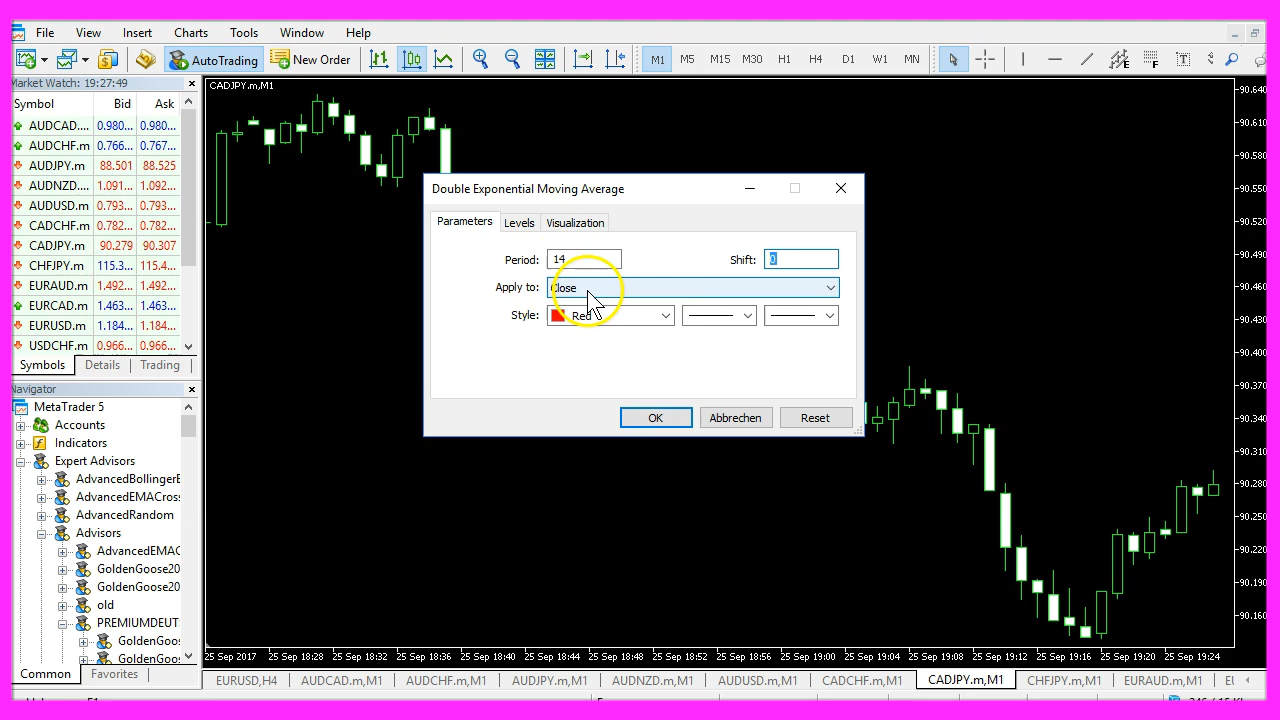 File View Insert Charts Tools Window Help
AutoTrading New Order M1 M5 M15 M30 H1 H4 D1 W1 MN E F T
Market Watch: 19:27:49
Symbol Bid Ask
AUDCAD.... 0.980... 0.980...
AUDCHF.m 0.766... 0.767...
AUDJPY.m 88.501 88.525
AUDNZD.... 1.091... 1.092...
AUDUSD.m 0.793... 0.793...
CADCHF.m 0.782... 0.782...
CADJPY.m 90.279 90.307
CHFJPY.m 115.3... 115.4...
EURAUD.m 1.492... 1.492...
EURCAD.m 1.463... 1.463...
EURUSD.m 1.184... 1.184...
USDCHF.m 0.966... 0.966...
Symbols Details Trading
Navigator
MetaTrader 5
Accounts
Indicators
Expert Advisors
AdvancedBollingerB
AdvancedEMACros
AdvancedRandom
Advisors
AdvancedEMAC
GoldenGoose20
GoldenGoose20
old
PREMIUMDEUT
GoldenGoos
GoldenGoos
Common Favorites
CADJPY.m,M1
Double Exponential Moving Average
Parameters Levels Visualization
Period: 14 Shift: 0
Apply to: Close
Style: Red
OK Abbrechen Reset
90.640
90.610
90.580
90.550
90.520
90.490
90.460
90.430
90.400
90.370
90.340
90.310
90.280
90.250
90.220
90.190
90.160
25 Sep 2017 25 Sep 18:28 25 Sep 18:32 25 Sep 18:36 25 Sep 18:40 25 Sep 18:44 25 Sep 18:48 25 Sep 18:52 25 Sep 18:56 25 Sep 19:00 25 Sep 19:04 25 Sep 19:08 25 Sep 19:12 25 Sep 19:16 25 Sep 19:20 25 Sep 19:24
EURUSD,H4 AUDCAD.m,M1 AUDCHF.m,M1 AUDJPY.m,M1 AUDNZD.m,M1 AUDUSD.m,M1 CADCHF.m,M1 CADJPY.m,M1 CHFJPY.m,M1 EURAUD.m,M1 EU